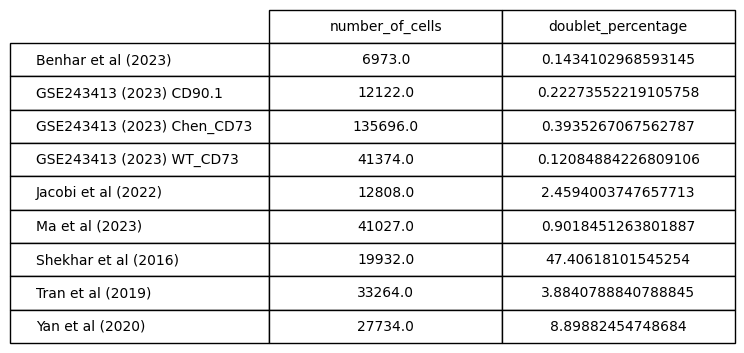 number_of_cells doublet_percentage
Benhar et al (2023) 6973.0 0.1434102968593145
GSE243413 (2023) CD90.1 12122.0 0.22273552219105758
GSE243413 (2023) Chen_CD73 135696.0 0.3935267067562787
GSE243413 (2023) WT_CD73 41374.0 0.12084884226809106
Jacobi et al (2022) 12808.0 2.4594003747657713
Ma et al (2023) 41027.0 0.9018451263801887
Shekhar et al (2016) 19932.0 47.40618101545254
Tran et al (2019) 33264.0 3.8840788840788845
Yan et al (2020) 27734.0 8.89882454748684